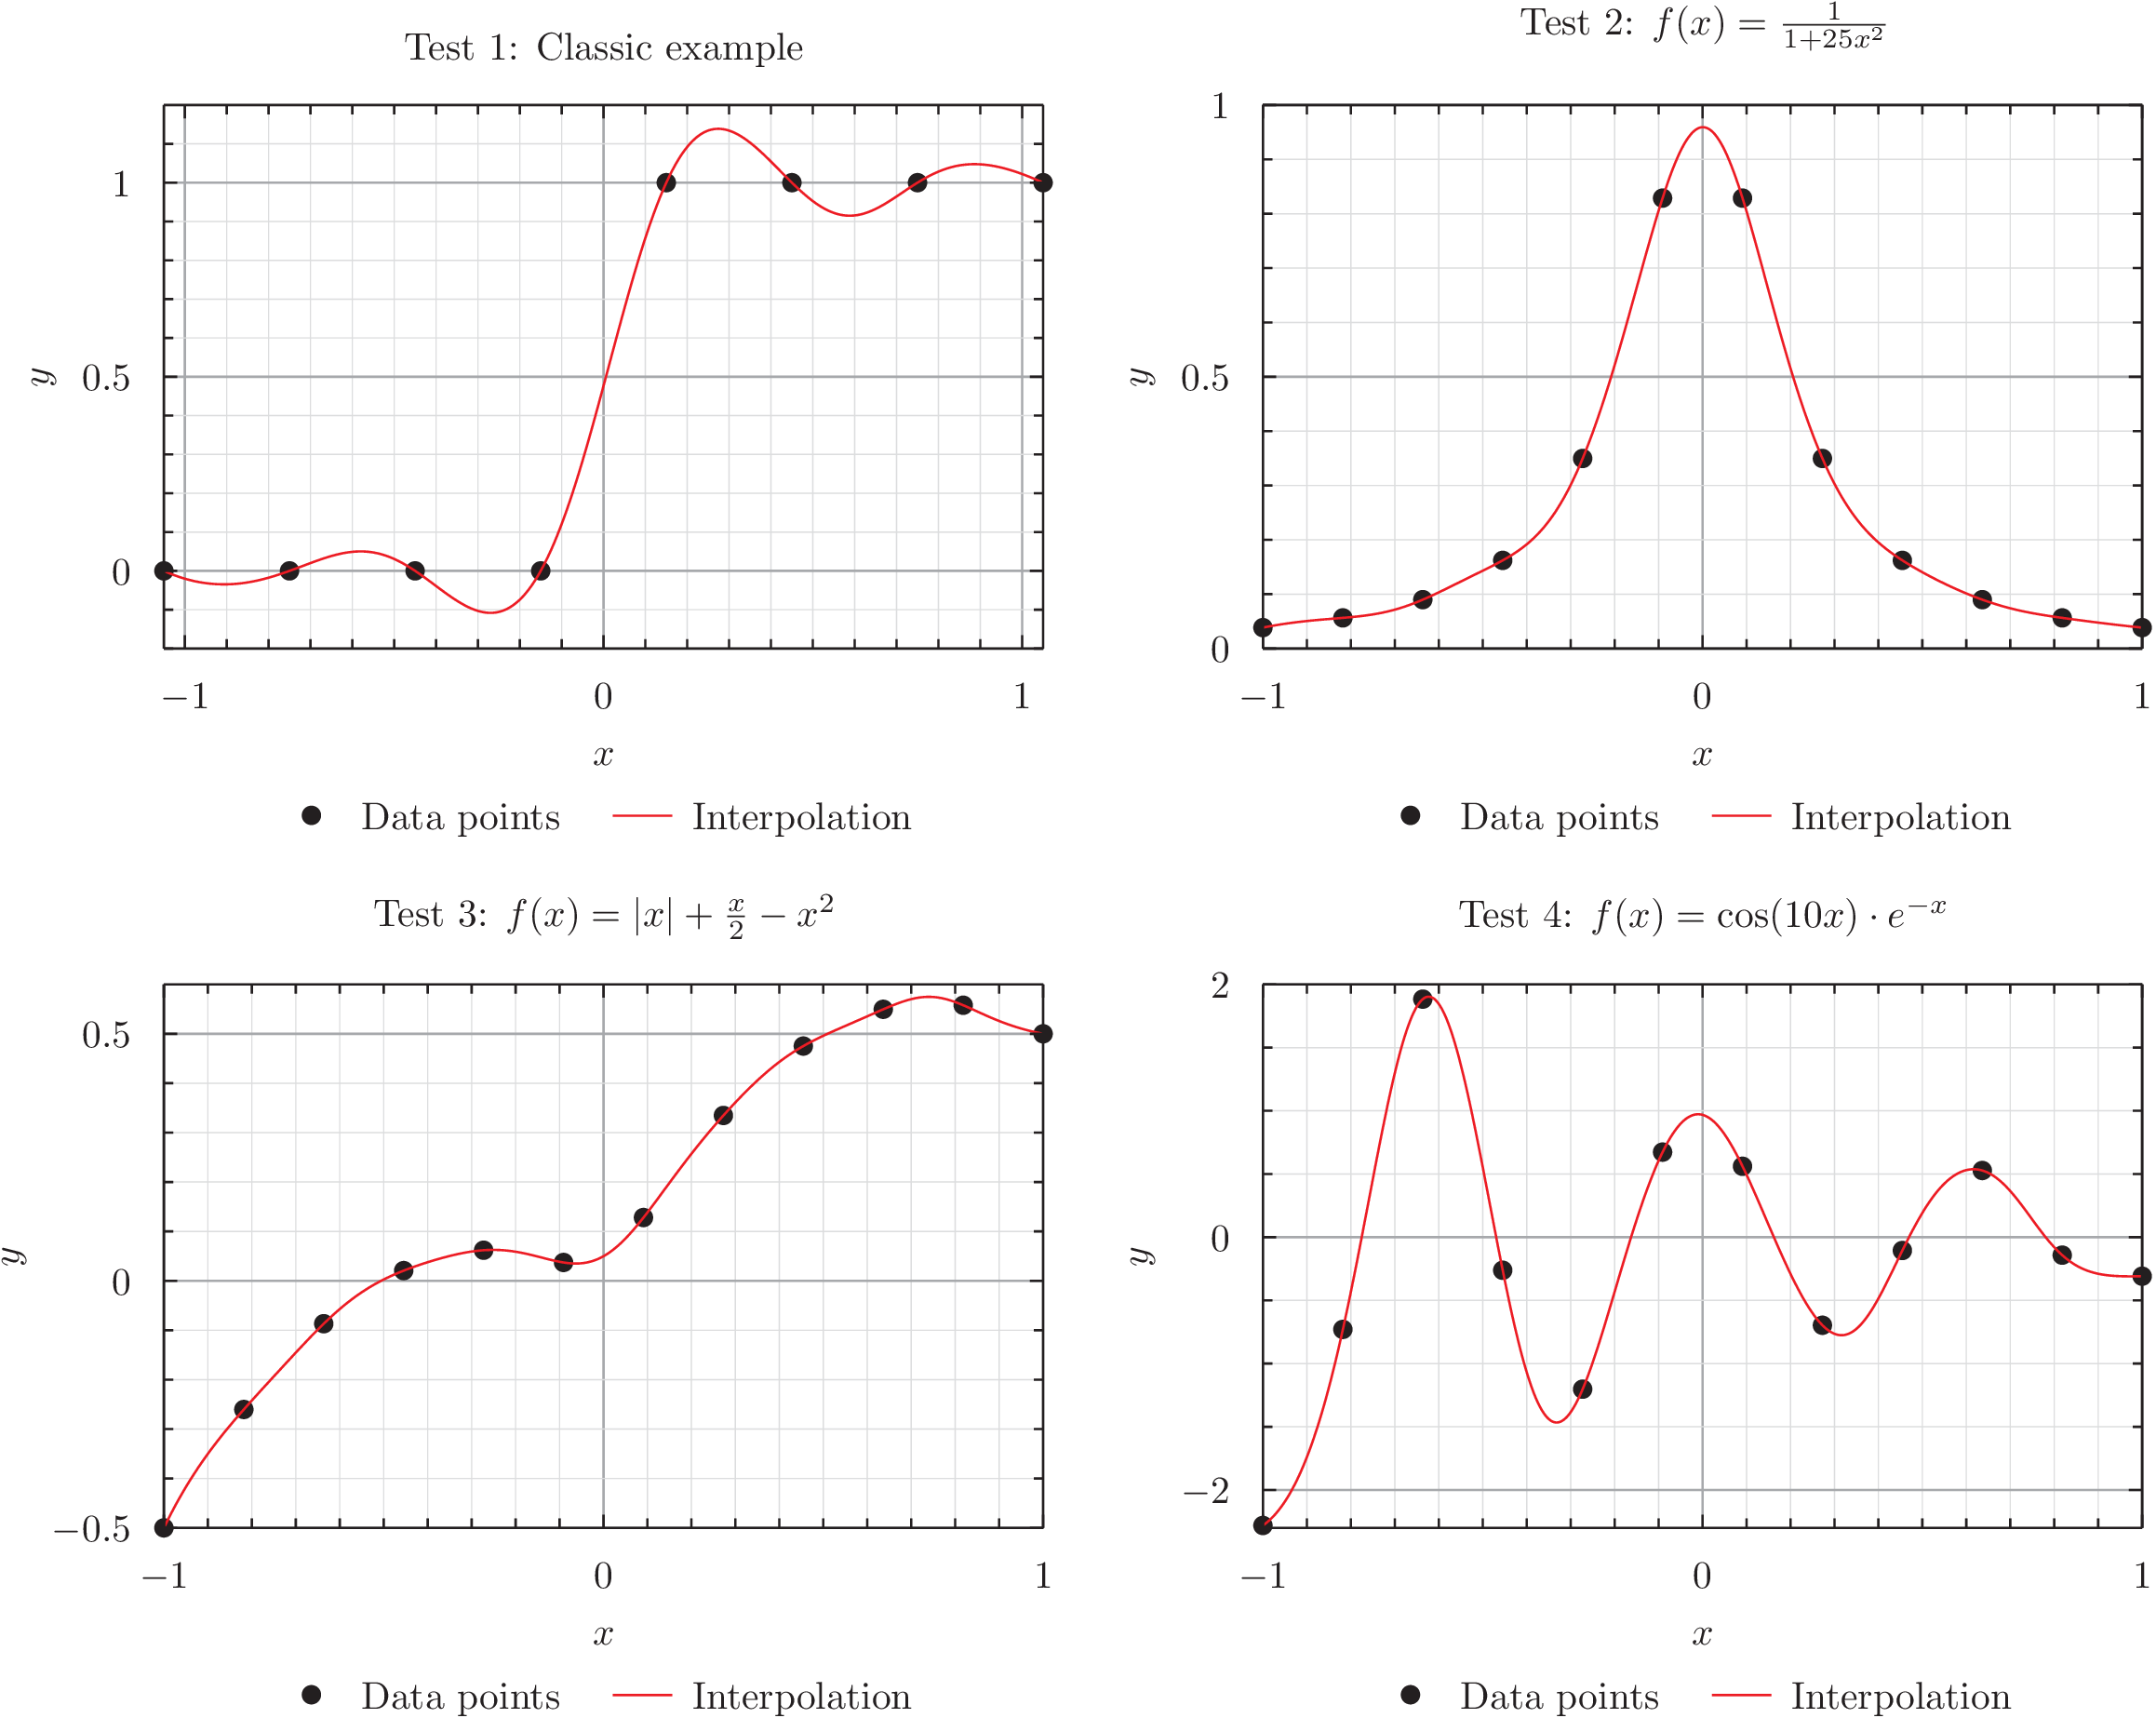 Test 1: Classic example
y
1
0.5
0
−1 0 1
x
Data points Interpolation
Test 2: f(x) = 1/(1+25x²)
y
1
0.5
0
−1 0 1
x
Data points Interpolation
Test 3: f(x) = |x| + x/2 − x²
y
0.5
0
−0.5
−1 0 1
x
Data points Interpolation
Test 4: f(x) = cos(10x) · e⁻ˣ
y
2
0
−2
−1 0 1
x
Data points Interpolation